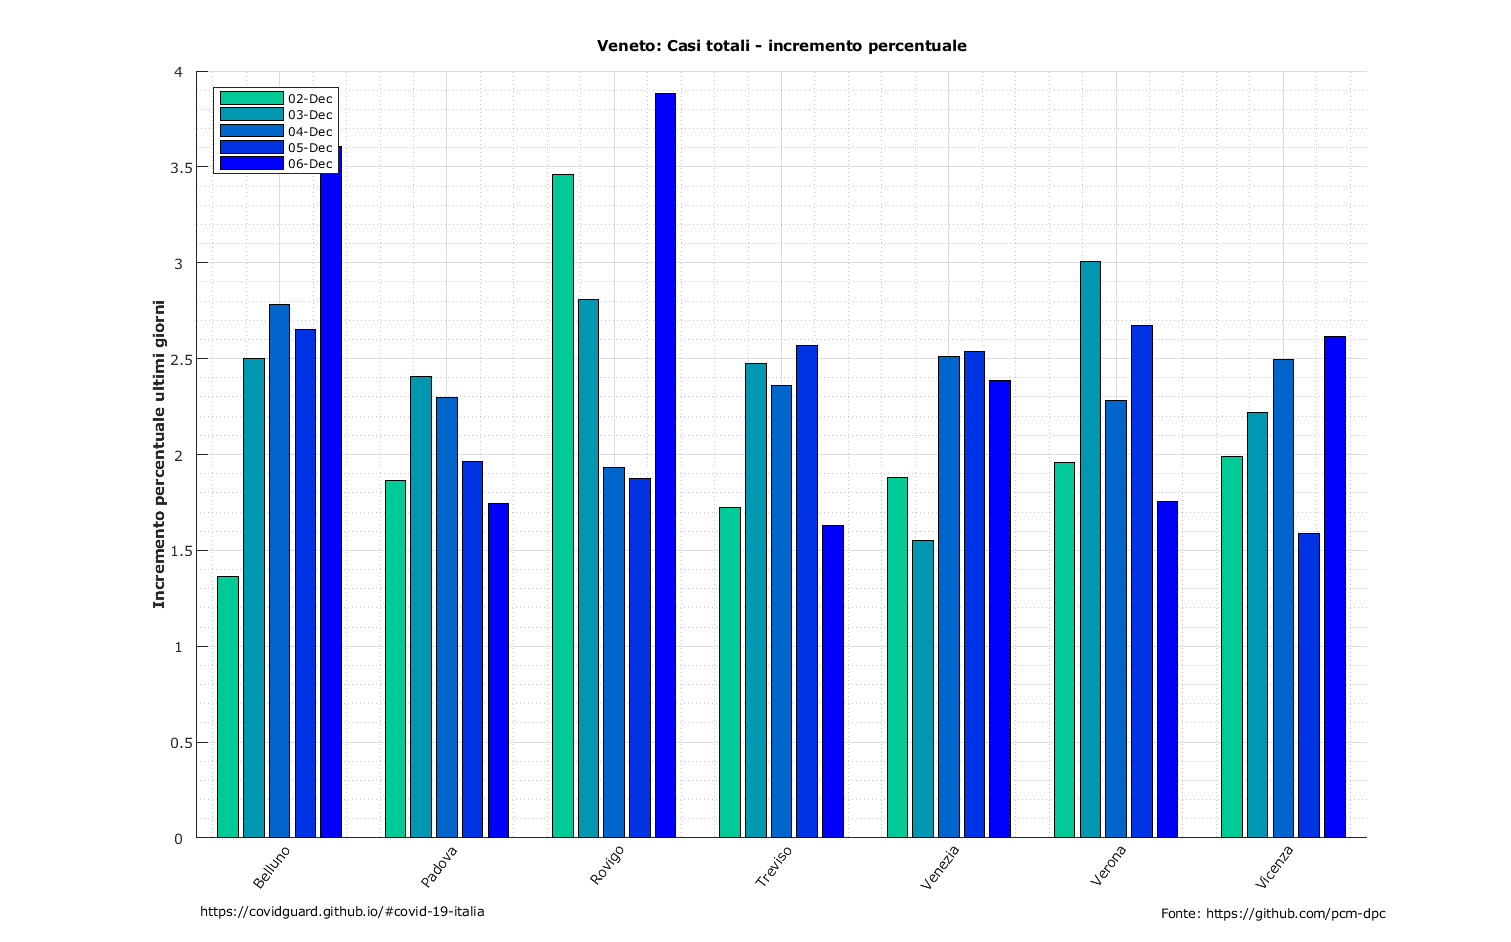 Veneto: Casi totali - incremento percentuale
4
3.5
3
2.5
2
1.5
1
0.5
0
Incremento percentuale ultimi giorni
02-Dec
03-Dec
04-Dec
05-Dec
06-Dec
Belluno
Padova
Rovigo
Treviso
Venezia
Verona
Vicenza
https://covidguard.github.io/#covid-19-italia
Fonte: https://github.com/pcm-dpc